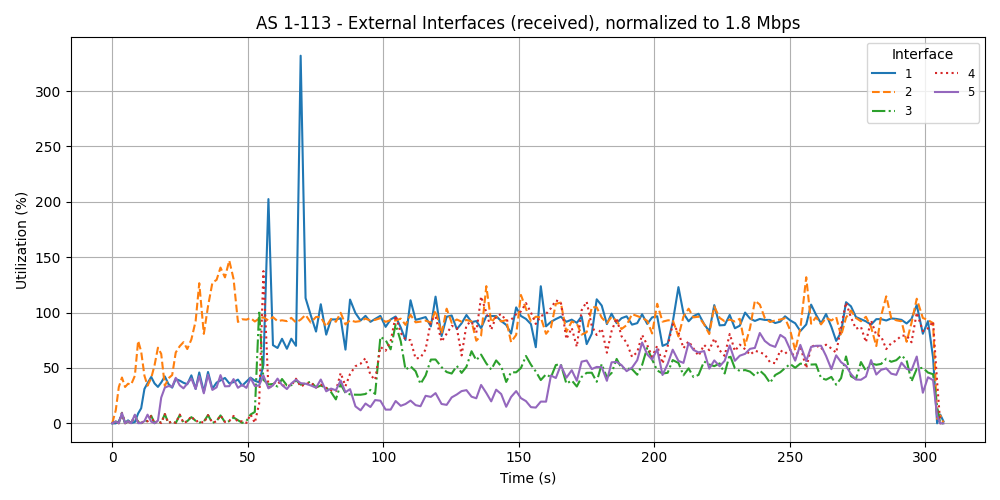 AS 1-113 - External Interfaces (received), normalized to 1.8 Mbps
Utilization (%)
300
250
200
150
100
50
0
Interface
1
2
3
4
5
0 50 100 150 200 250 300
Time (s)